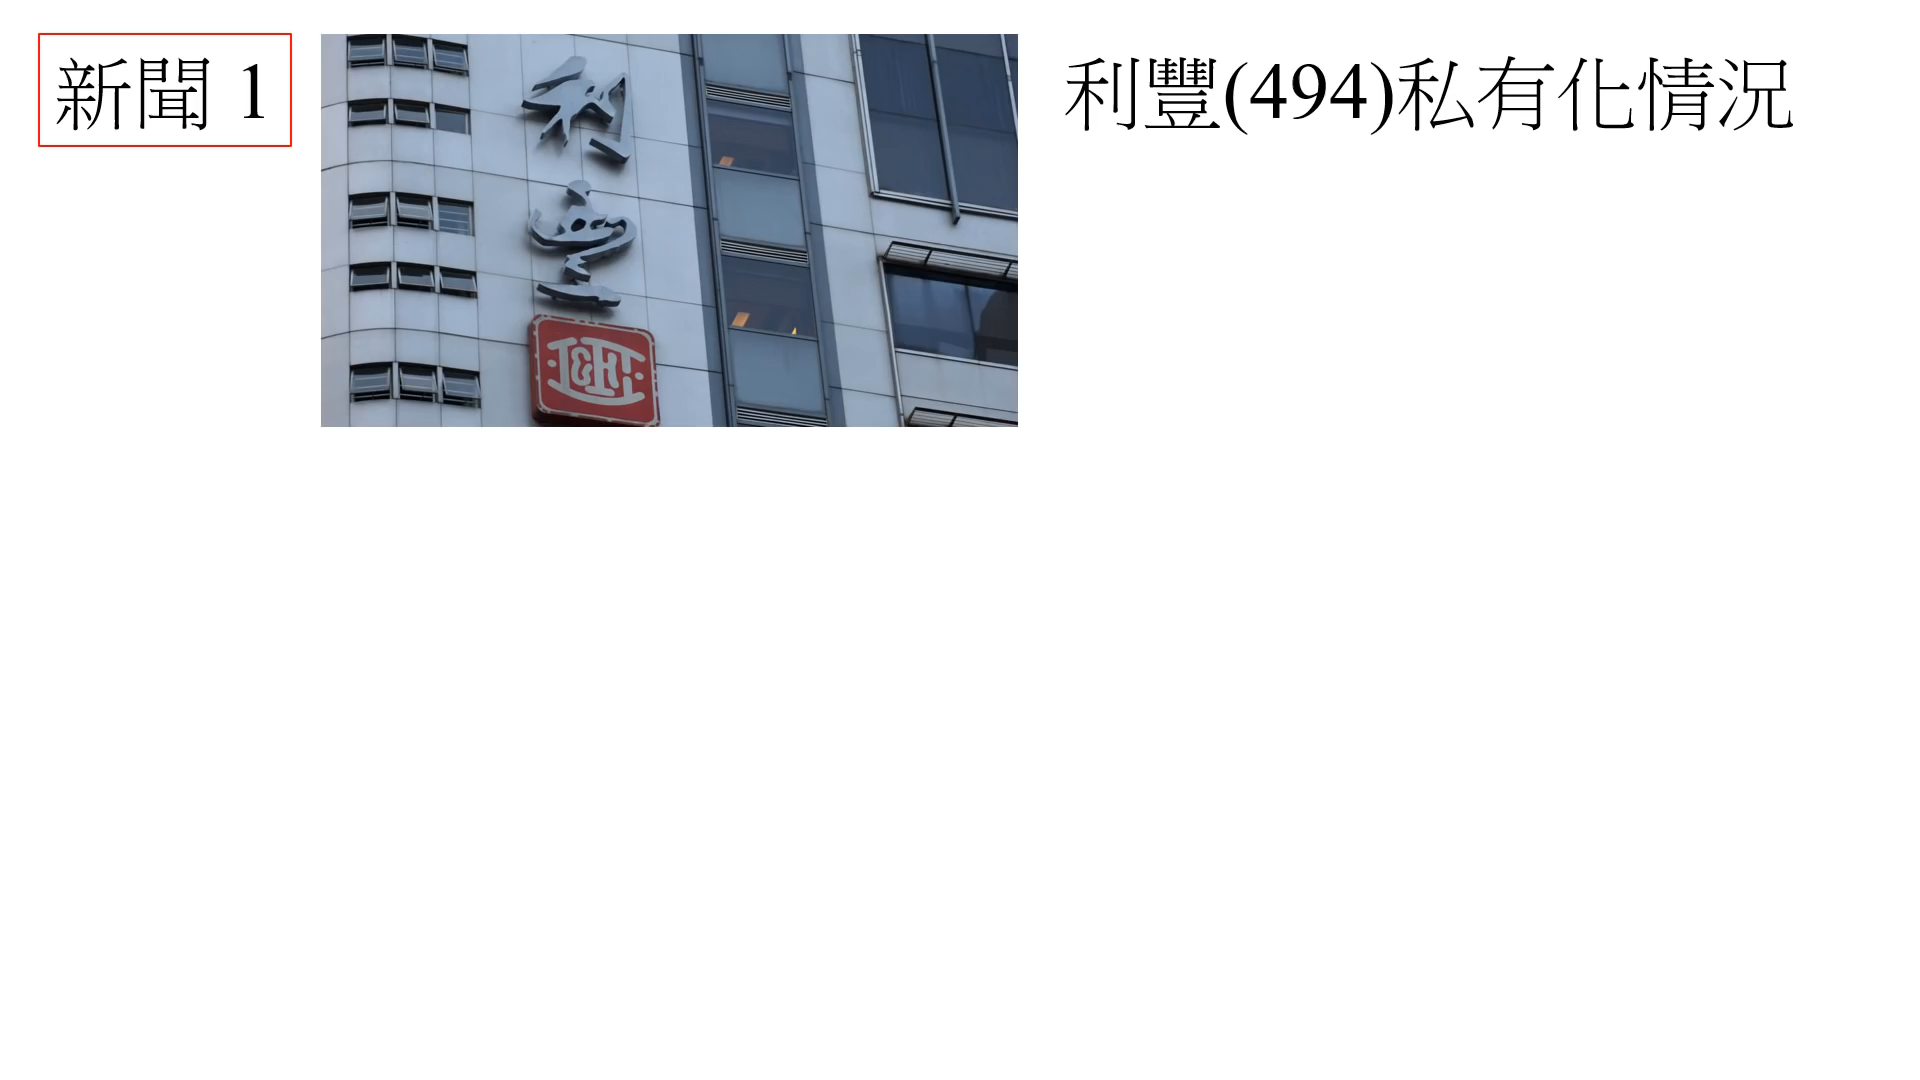 新聞 1
利豐(494)私有化情況
利
豐